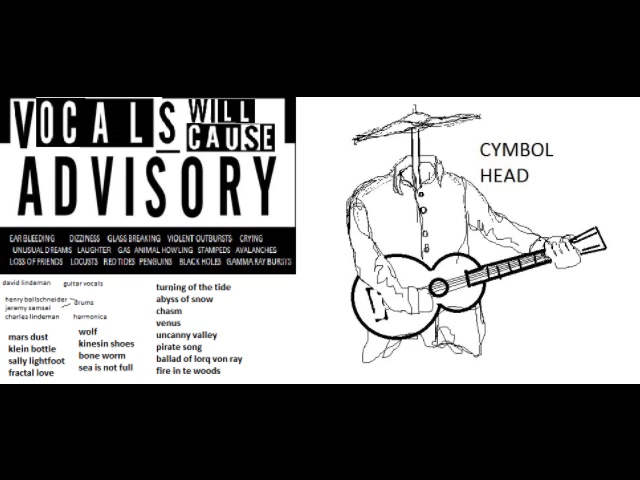 VOCALS WILL CAUSE
ADVISORY
EAR BLEEDING DIZZINESS GLASS BREAKING VIOLENT OUTBURSTS CRYING
UNUSUAL DREAMS LAUGHTER GAS ANIMAL HOWLING STAMPEDS AVALANCHES
LOSS OF FRIENDS LOCUSTS RED TIDES PENGUINS BLACK HOLES GAMMA RAY BURSTS
david lindeman guitar vocals
henry ballschneider drums
jeremy samsel
charles lindeman harmonica
mars dust
klein bottle
sally lightfoot
fractal love
wolf
kinesin shoes
bone worm
sea is not full
turning of the tide
abyss of snow
chasm
venus
uncanny valley
pirate song
ballad of lorq von ray
fire in te woods
CYMBOL
HEAD